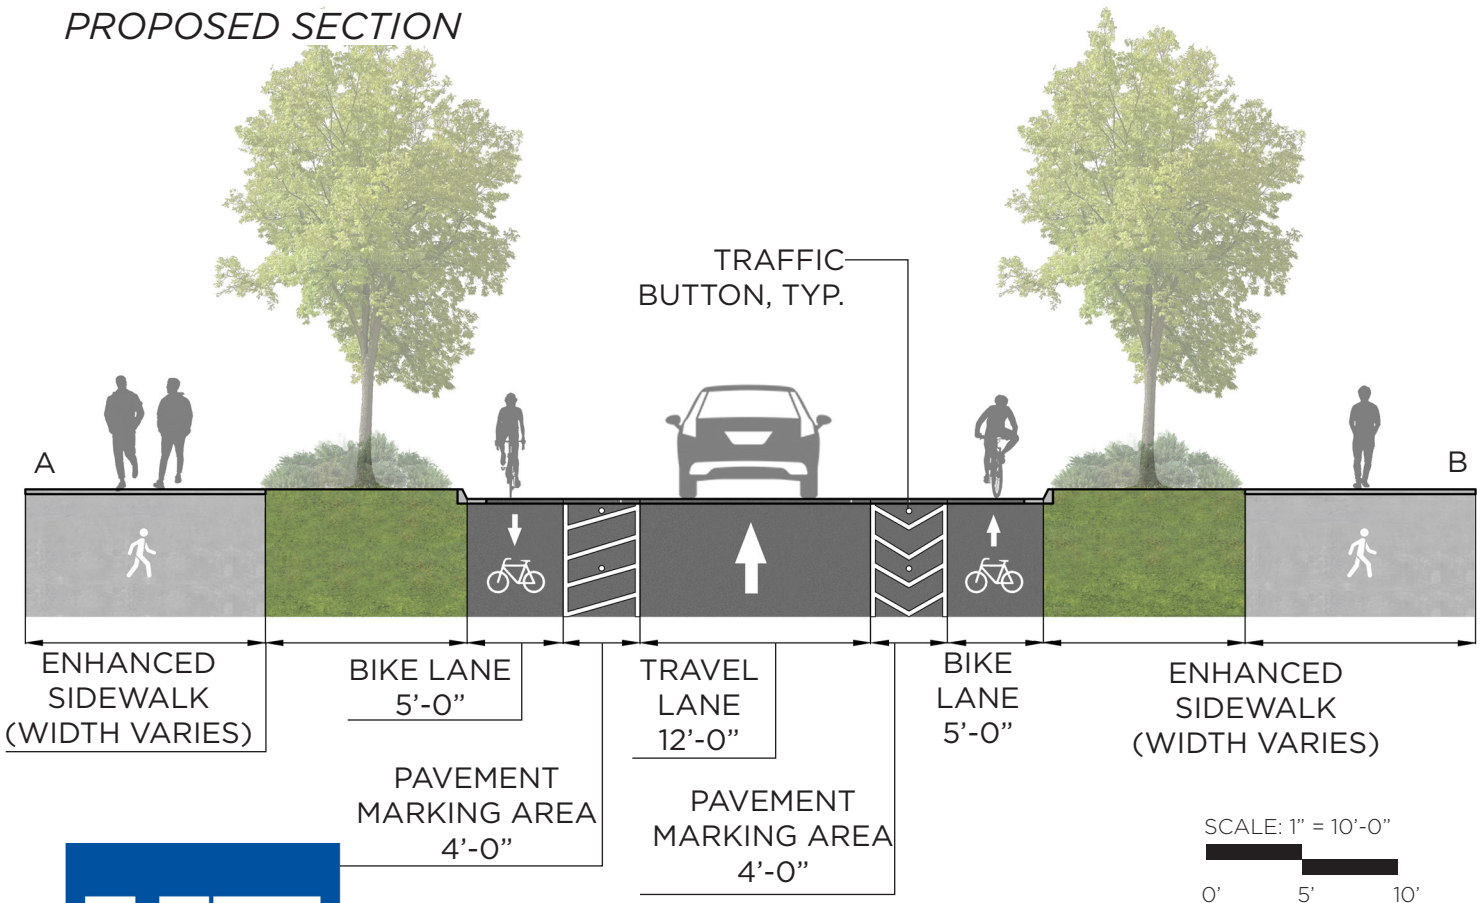 PROPOSED SECTION
TRAFFIC
BUTTON, TYP.
A
B
ENHANCED
SIDEWALK
(WIDTH VARIES)
BIKE LANE
5’-0”
PAVEMENT
MARKING AREA
4’-0”
TRAVEL
LANE
12’-0”
PAVEMENT
MARKING AREA
4’-0”
BIKE
LANE
5’-0”
ENHANCED
SIDEWALK
(WIDTH VARIES)
SCALE: 1” = 10’-0”
0’ 5’ 10’